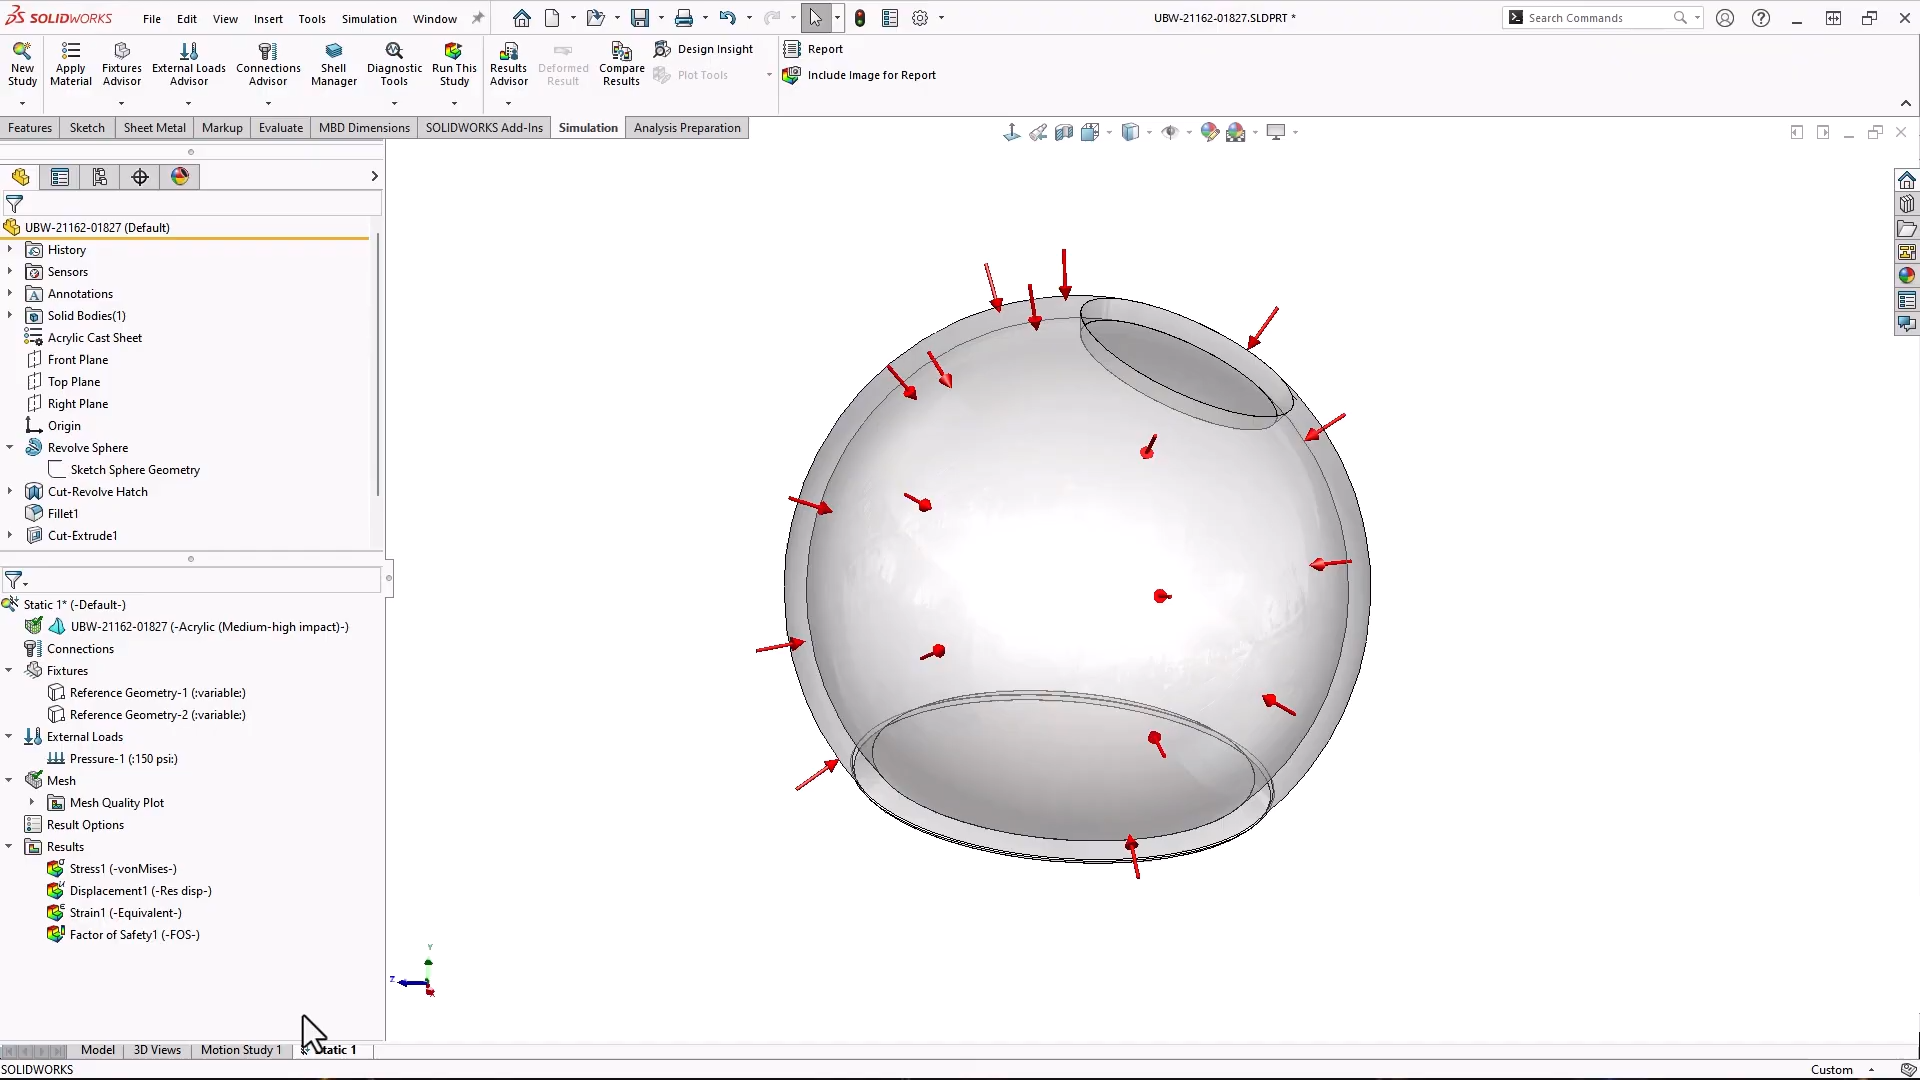 SOLIDWORKS File Edit View Insert Tools Simulation Window UBW-21162-01827.SLDPRT * Search Commands
New Study Apply Material Fixtures Advisor External Loads Advisor Connections Advisor Shell Manager Diagnostic Tools Run This Study Results Advisor Deformed Result Compare Results Design Insight Plot Tools Report Include Image for Report
Features Sketch Sheet Metal Markup Evaluate MBD Dimensions SOLIDWORKS Add-Ins Simulation Analysis Preparation
UBW-21162-01827 (Default)
History
Sensors
Annotations
Solid Bodies(1)
Acrylic Cast Sheet
Front Plane
Top Plane
Right Plane
Origin
Revolve Sphere
Sketch Sphere Geometry
Cut-Revolve Hatch
Fillet1
Cut-Extrude1
Static 1* (-Default-)
UBW-21162-01827 (-Acrylic (Medium-high impact)-)
Connections
Fixtures
Reference Geometry-1 (:variable:)
Reference Geometry-2 (:variable:)
External Loads
Pressure-1 (:150 psi:)
Mesh
Mesh Quality Plot
Result Options
Results
Stress1 (-vonMises-)
Displacement1 (-Res disp-)
Strain1 (-Equivalent-)
Factor of Safety1 (-FOS-)
Y
Z
Model 3D Views Motion Study 1 Static 1
SOLIDWORKS Custom